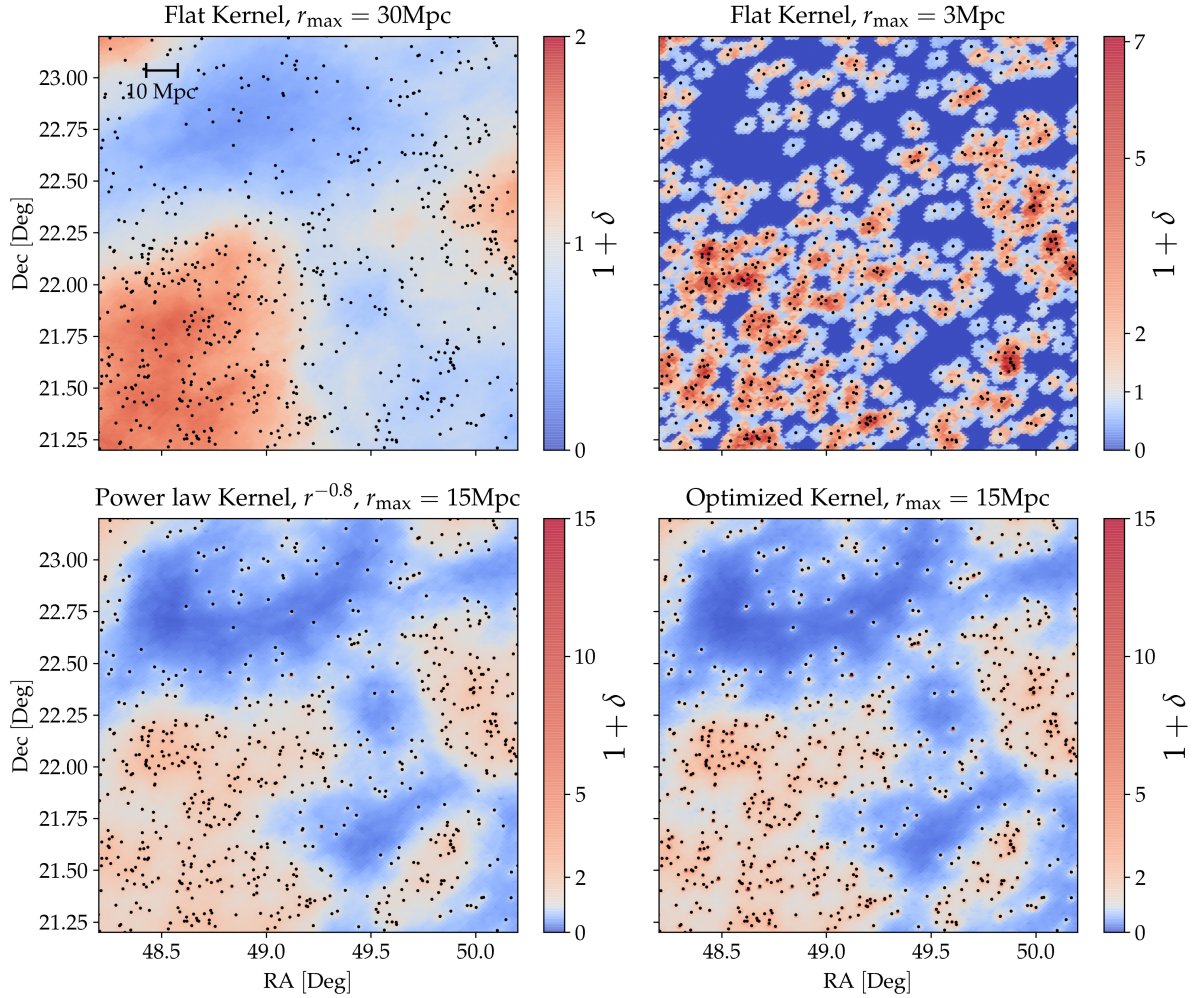 Flat Kernel, r_max = 30Mpc
Flat Kernel, r_max = 3Mpc
Dec [Deg]
23.00
22.75
22.50
22.25
22.00
21.75
21.50
21.25
10 Mpc
2
1
0
1 + δ
7
5
2
1
0
1 + δ
Power law Kernel, r^−0.8, r_max = 15Mpc
Optimized Kernel, r_max = 15Mpc
Dec [Deg]
23.00
22.75
22.50
22.25
22.00
21.75
21.50
21.25
15
10
5
2
0
1 + δ
15
10
5
2
0
1 + δ
48.5 49.0 49.5 50.0
48.5 49.0 49.5 50.0
RA [Deg]
RA [Deg]